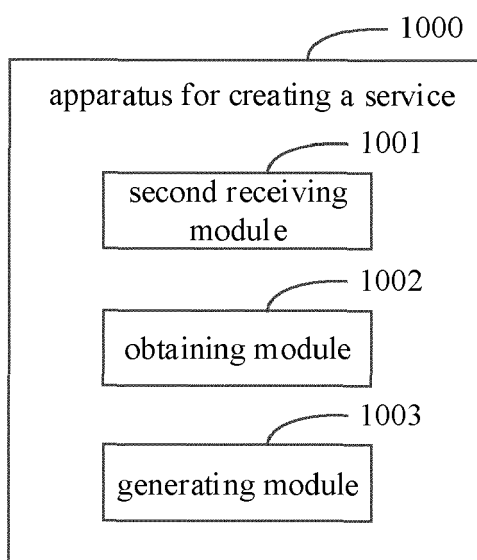 1000
apparatus for creating a service
1001
second receiving
module
1002
obtaining module
1003
generating module